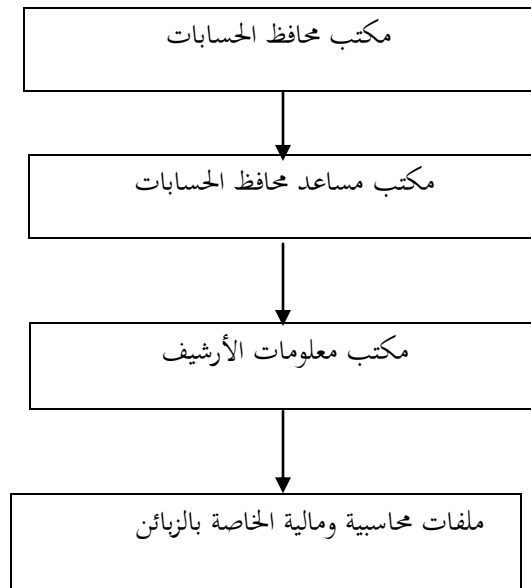 مكتب محافظ الحسابات
مكتب مساعد محافظ الحسابات
مكتب معلومات الأرشيف
ملفات محاسبية ومالية الخاصة بالزبائن